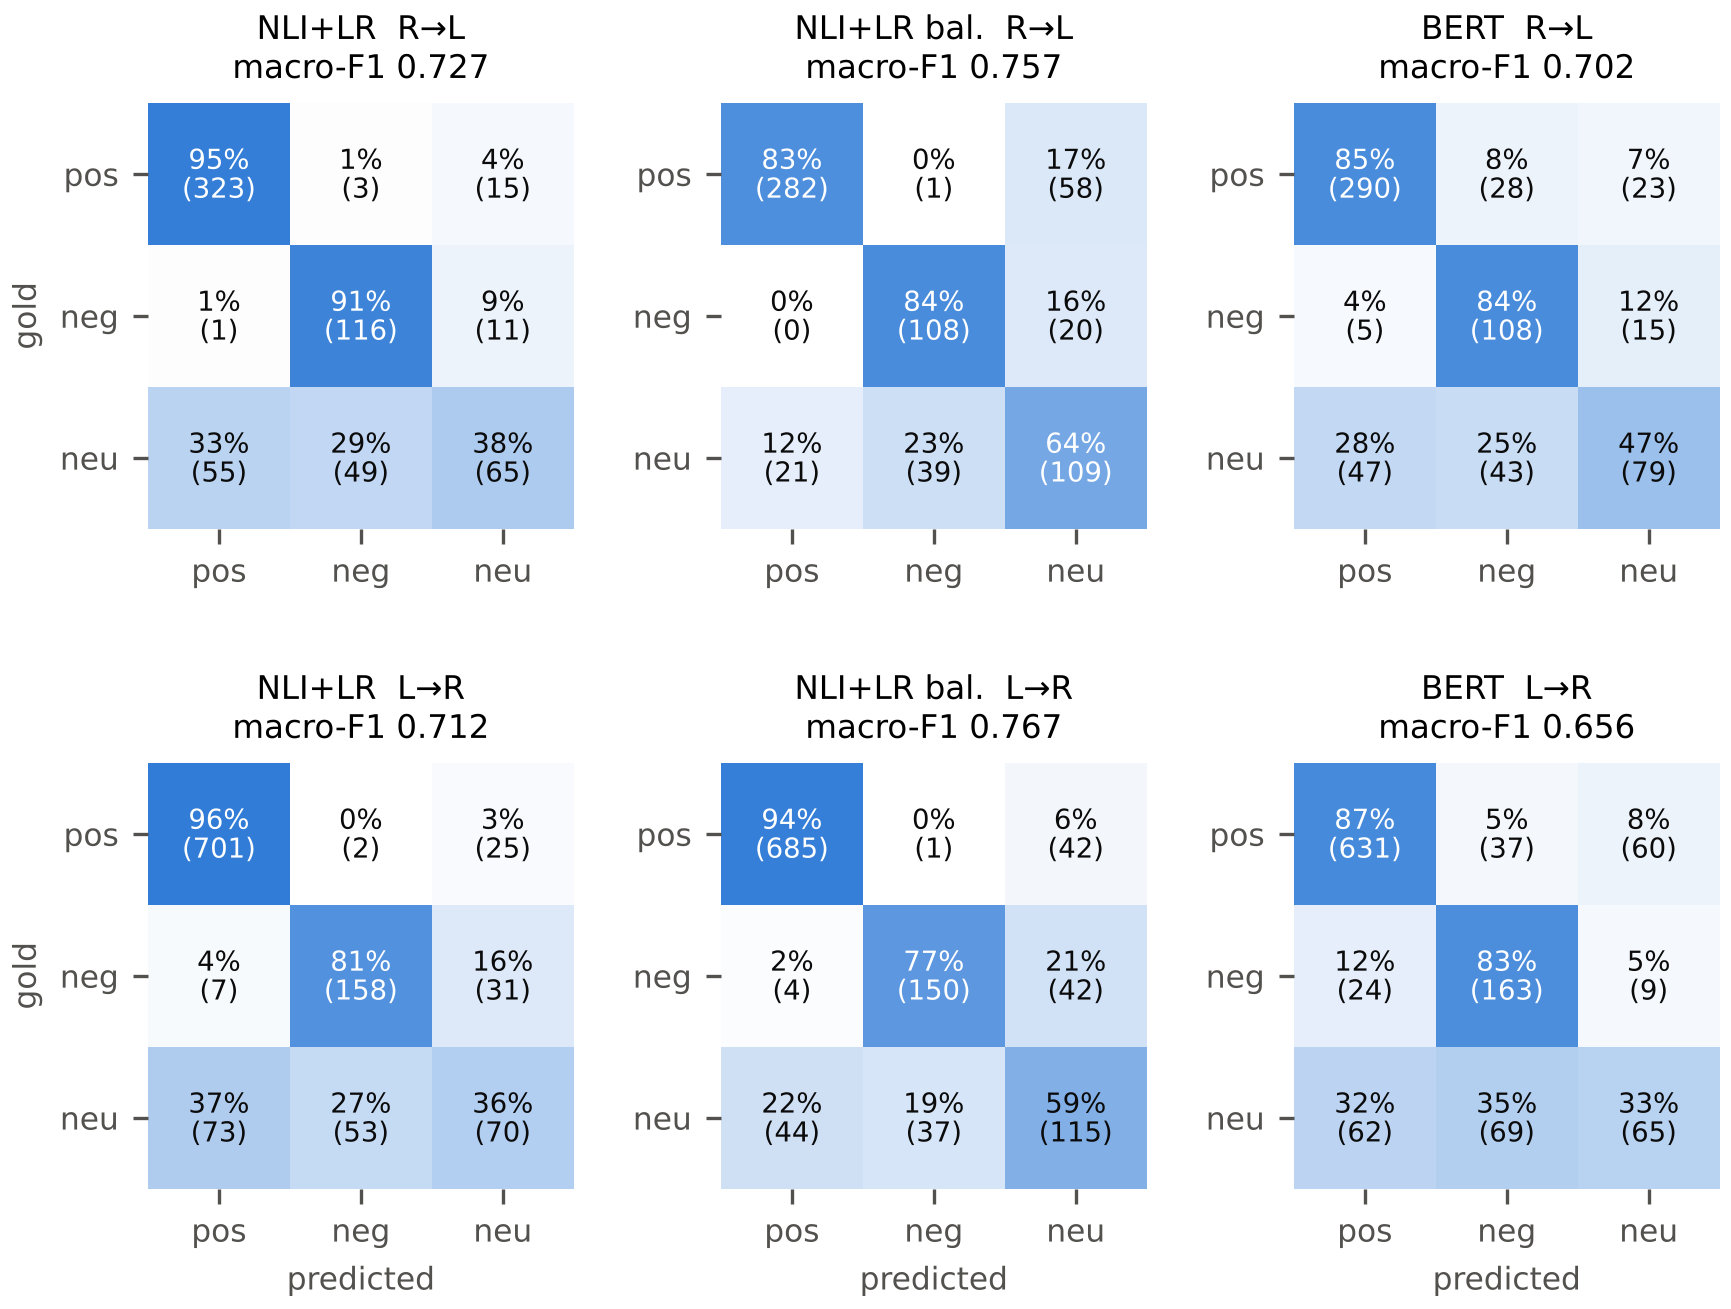 NLI+LR  R→L
macro-F1 0.727
NLI+LR bal.  R→L
macro-F1 0.757
BERT  R→L
macro-F1 0.702
gold
pos
95%
(323)
1%
(3)
4%
(15)
neg
1%
(1)
91%
(116)
9%
(11)
neu
33%
(55)
29%
(49)
38%
(65)
pos neg neu
pos
83%
(282)
0%
(1)
17%
(58)
neg
0%
(0)
84%
(108)
16%
(20)
neu
12%
(21)
23%
(39)
64%
(109)
pos neg neu
pos
85%
(290)
8%
(28)
7%
(23)
neg
4%
(5)
84%
(108)
12%
(15)
neu
28%
(47)
25%
(43)
47%
(79)
pos neg neu
NLI+LR  L→R
macro-F1 0.712
NLI+LR bal.  L→R
macro-F1 0.767
BERT  L→R
macro-F1 0.656
gold
pos
96%
(701)
0%
(2)
3%
(25)
neg
4%
(7)
81%
(158)
16%
(31)
neu
37%
(73)
27%
(53)
36%
(70)
pos neg neu
predicted
pos
94%
(685)
0%
(1)
6%
(42)
neg
2%
(4)
77%
(150)
21%
(42)
neu
22%
(44)
19%
(37)
59%
(115)
pos neg neu
predicted
pos
87%
(631)
5%
(37)
8%
(60)
neg
12%
(24)
83%
(163)
5%
(9)
neu
32%
(62)
35%
(69)
33%
(65)
pos neg neu
predicted